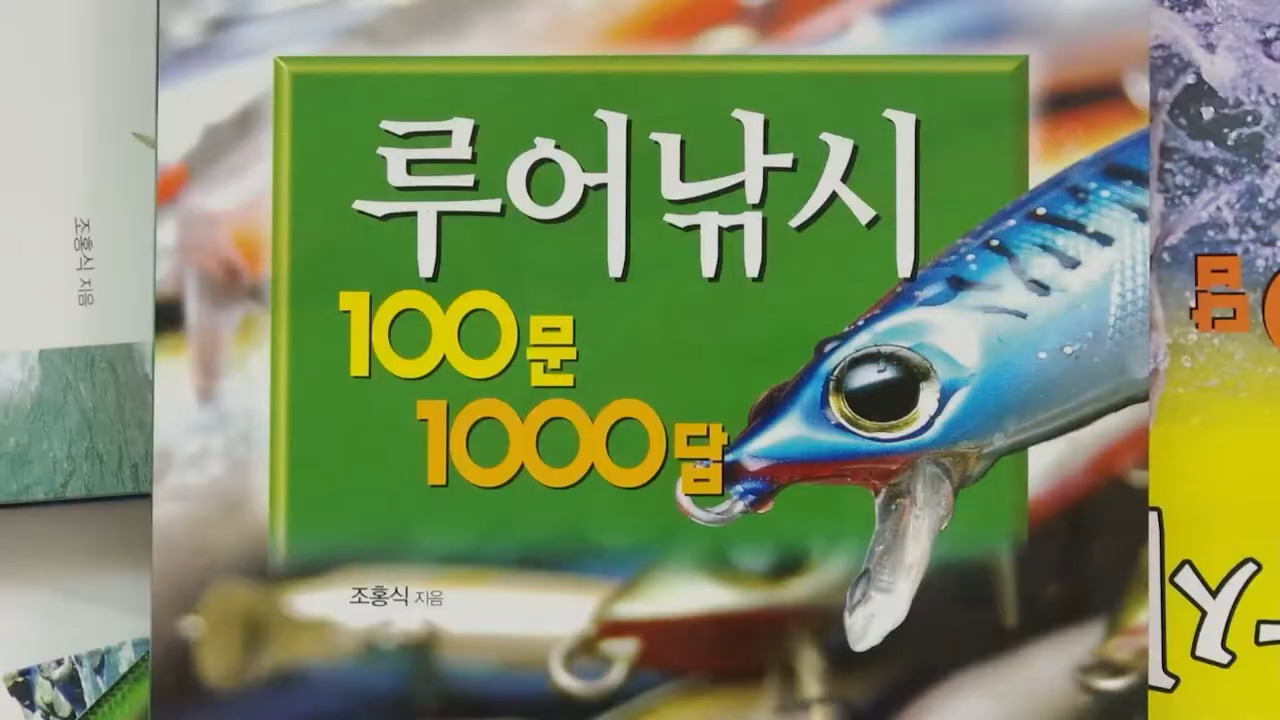 루어낚시
100문
1000답
조홍식 지음
조홍식 지음
문